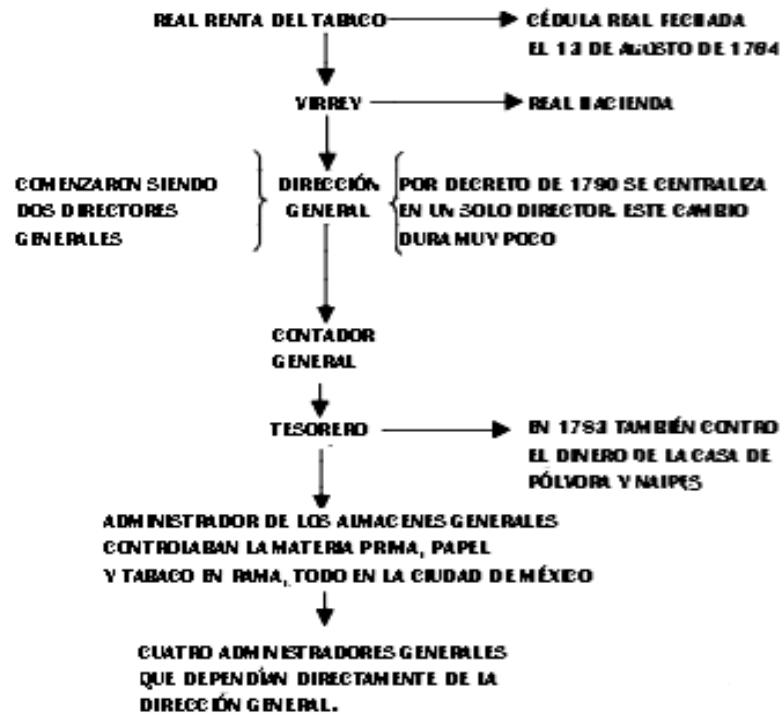 REAL RENTA DEL TABACO
CÉDULA REAL FECHADA
EL 13 DE AGOSTO DE 1764
VIRREY
REAL HACIENDA
COMENZARON SIENDO
DOS DIRECTORES
GENERALES
DIRECCIÓN
GENERAL
POR DECRETO DE 1790 SE CENTRALIZA
EN UN SOLO DIRECTOR. ESTE CAMBIO
DURA MUY POCO
CONTADOR
GENERAL
TESORERO
EN 1783 TAMBIÉN CONTRO
EL DINERO DE LA CASA DE
PÓLVORA Y NAIPES
ADMINISTRADOR DE LOS ALMACENES GENERALES
CONTROLABAN LA MATERIA PRIMA, PAPEL
Y TABACO EN RAMA, TODO EN LA CIUDAD DE MÉXICO
CUATRO ADMINISTRADORES GENERALES
QUE DEPENDÍAN DIRECTAMENTE DE LA
DIRECCIÓN GENERAL.